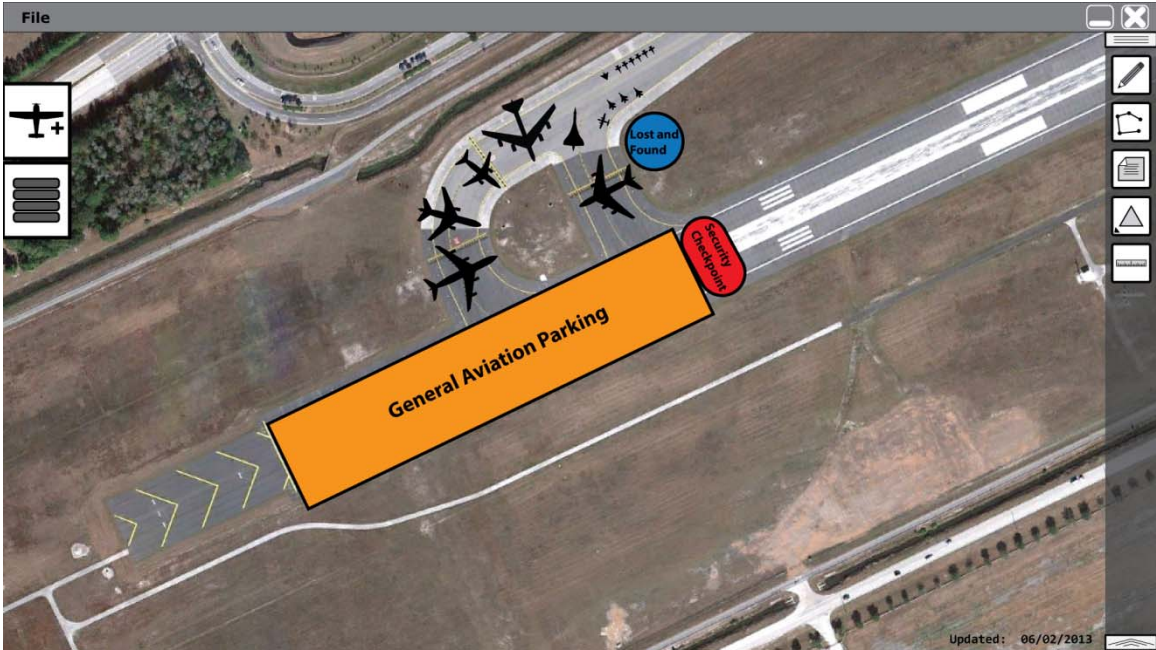 File
Lost and
Found
Security
Checkpoint
General Aviation Parking
Updated: 06/02/2013